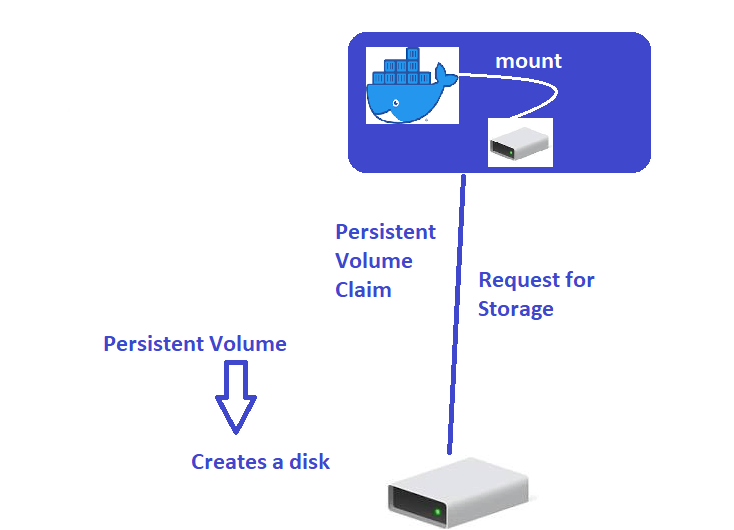 mount
Persistent
Volume
Claim
Request for
Storage
Persistent Volume
Creates a disk